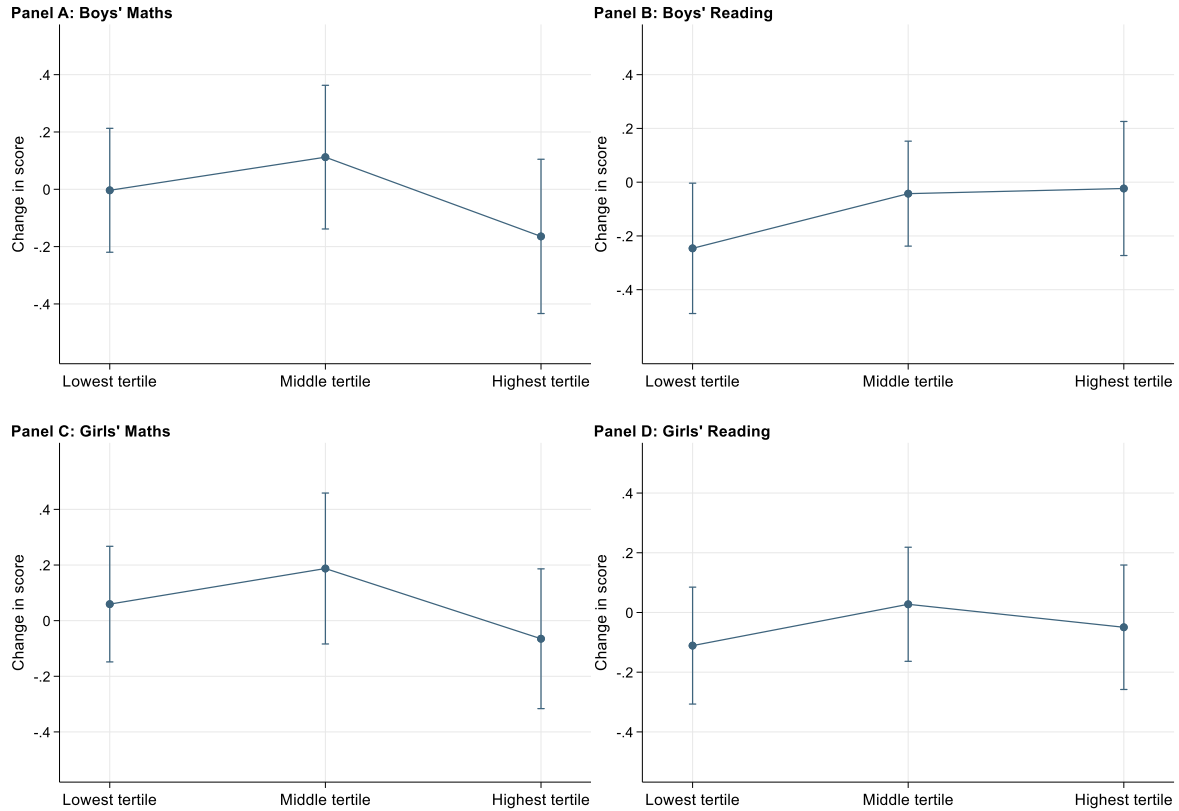 Panel A: Boys' Maths
Change in score
.4
.2
0
-.2
-.4
Lowest tertile
Middle tertile
Highest tertile
Panel B: Boys' Reading
Change in score
.4
.2
0
-.2
-.4
Lowest tertile
Middle tertile
Highest tertile
Panel C: Girls' Maths
Change in score
.4
.2
0
-.2
-.4
Lowest tertile
Middle tertile
Highest tertile
Panel D: Girls' Reading
Change in score
.4
.2
0
-.2
-.4
Lowest tertile
Middle tertile
Highest tertile